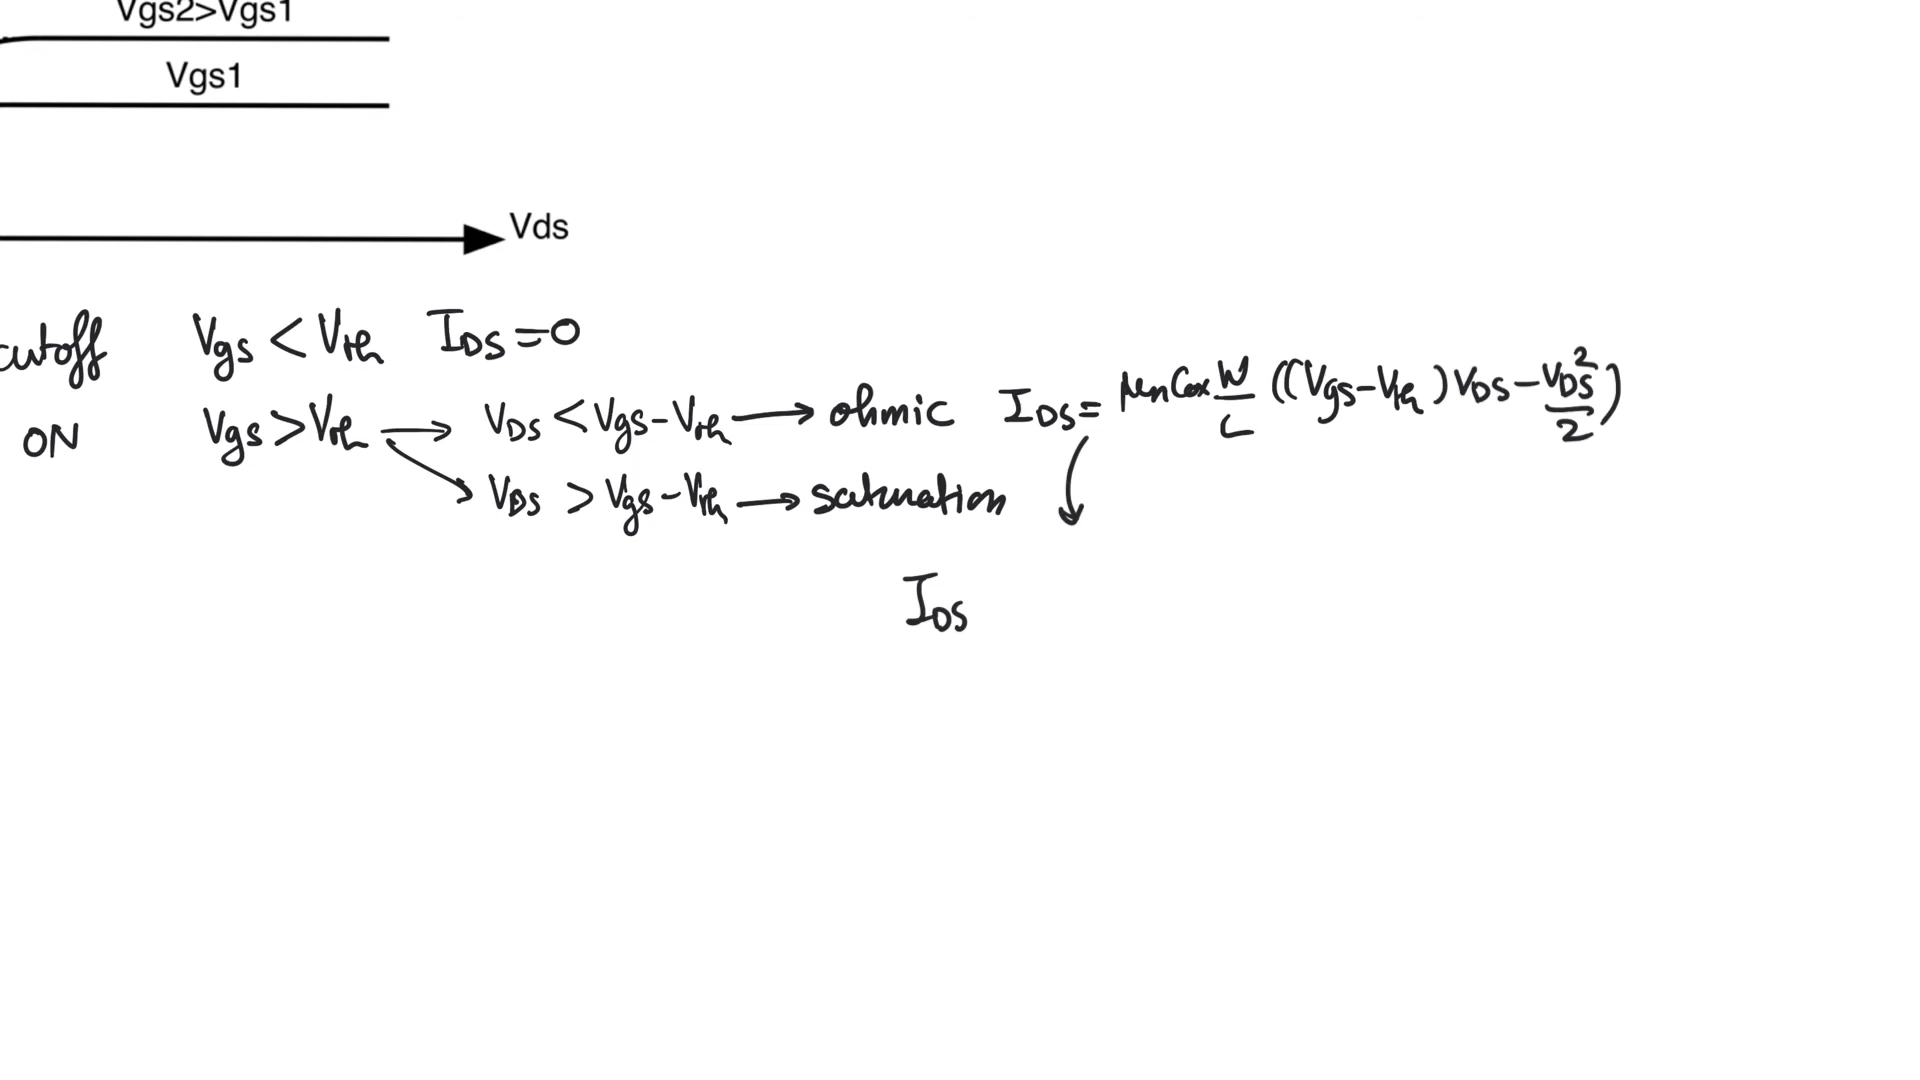 Vgs2>Vgs1
Vgs1
Vds
cutoff Vgs < Vth IDS = 0
ON Vgs > Vth → VDS < Vgs - Vth → ohmic IDS = μnCox W/L ((Vgs - Vth) VDS - VDS²/2)
VDS > Vgs - Vth → saturation
IDS